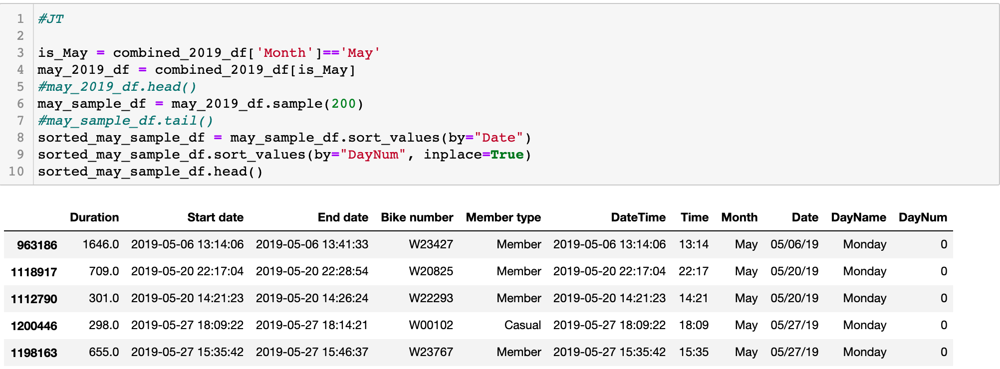 1 #JT
2
3 is_May = combined_2019_df['Month']=='May'
4 may_2019_df = combined_2019_df[is_May]
5 #may_2019_df.head()
6 may_sample_df = may_2019_df.sample(200)
7 #may_sample_df.tail()
8 sorted_may_sample_df = may_sample_df.sort_values(by="Date")
9 sorted_may_sample_df.sort_values(by="DayNum", inplace=True)
10 sorted_may_sample_df.head()
Duration Start date End date Bike number Member type DateTime Time Month Date DayName DayNum
963186 1646.0 2019-05-06 13:14:06 2019-05-06 13:41:33 W23427 Member 2019-05-06 13:14:06 13:14 May 05/06/19 Monday 0
1118917 709.0 2019-05-20 22:17:04 2019-05-20 22:28:54 W20825 Member 2019-05-20 22:17:04 22:17 May 05/20/19 Monday 0
1112790 301.0 2019-05-20 14:21:23 2019-05-20 14:26:24 W22293 Member 2019-05-20 14:21:23 14:21 May 05/20/19 Monday 0
1200446 298.0 2019-05-27 18:09:22 2019-05-27 18:14:21 W00102 Casual 2019-05-27 18:09:22 18:09 May 05/27/19 Monday 0
1198163 655.0 2019-05-27 15:35:42 2019-05-27 15:46:37 W23767 Member 2019-05-27 15:35:42 15:35 May 05/27/19 Monday 0